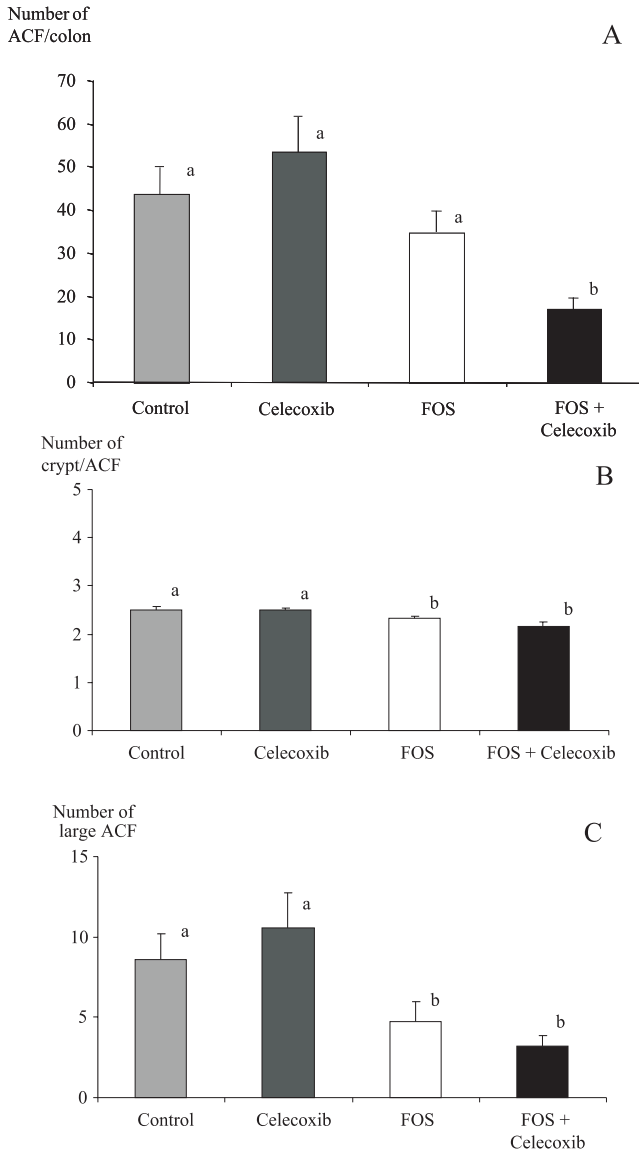 Number of
ACF/colon
A
70
60
50
40
30
20
10
0
a
a
a
b
Control
Celecoxib
FOS
FOS +
Celecoxib
Number of
crypt/ACF
B
5
4
3
2
1
0
a
a
b
b
Control
Celecoxib
FOS
FOS + Celecoxib
Number of
large ACF
C
15
10
5
0
a
a
b
b
Control
Celecoxib
FOS
FOS +
Celecoxib